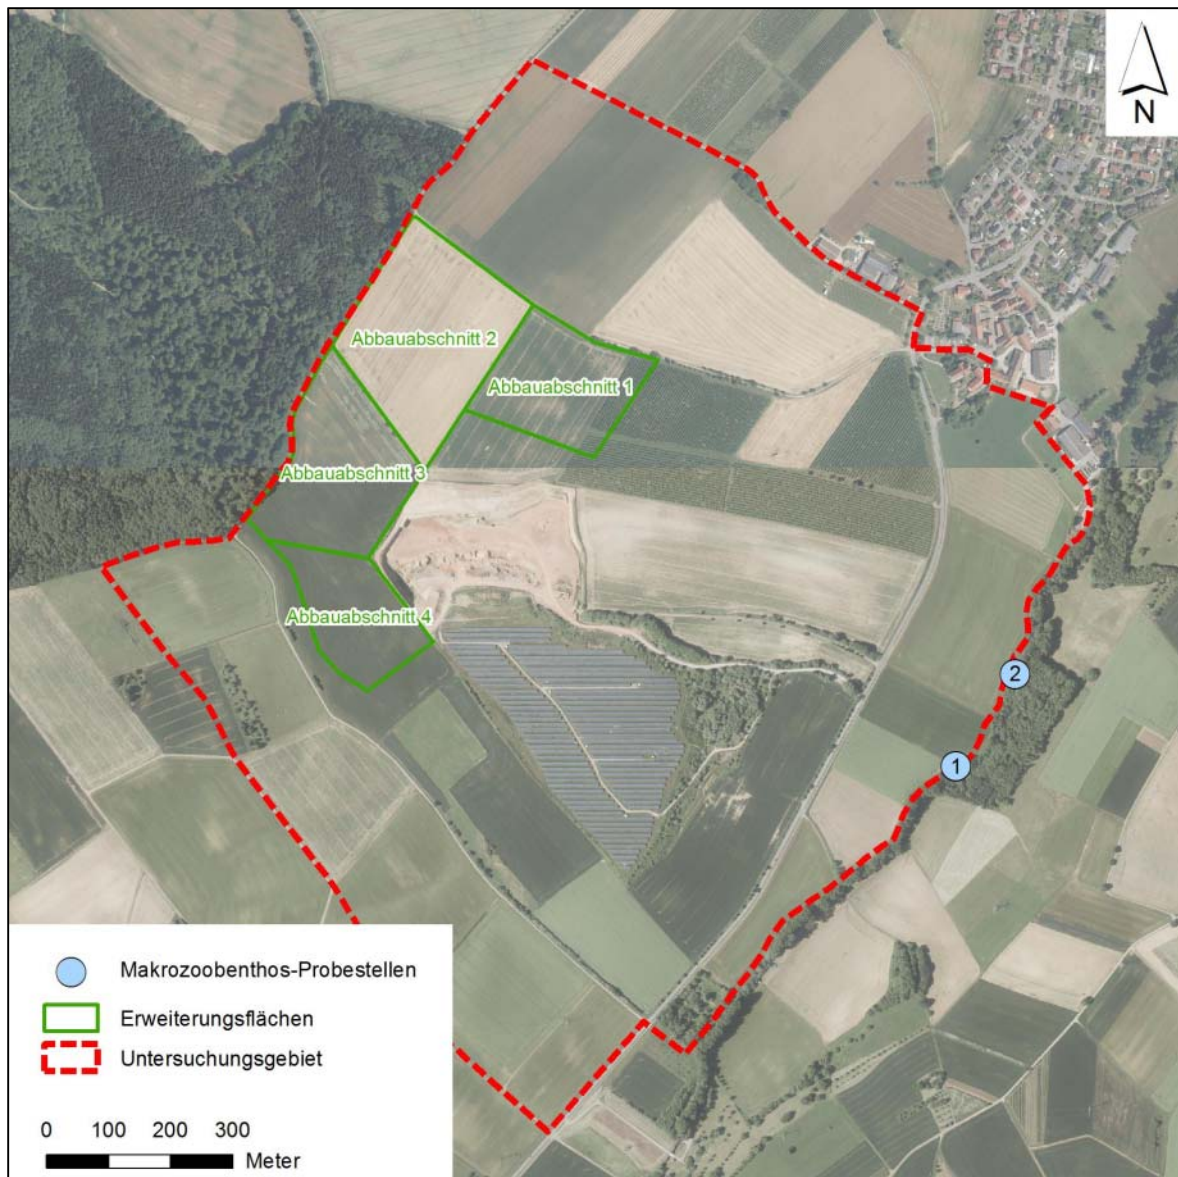 N
Abbauabschnitt 2
Abbauabschnitt 1
Abbauabschnitt 3
Abbauabschnitt 4
2
1
Makrozoobenthos-Probestellen
Erweiterungsflächen
Untersuchungsgebiet
0 100 200 300
Meter